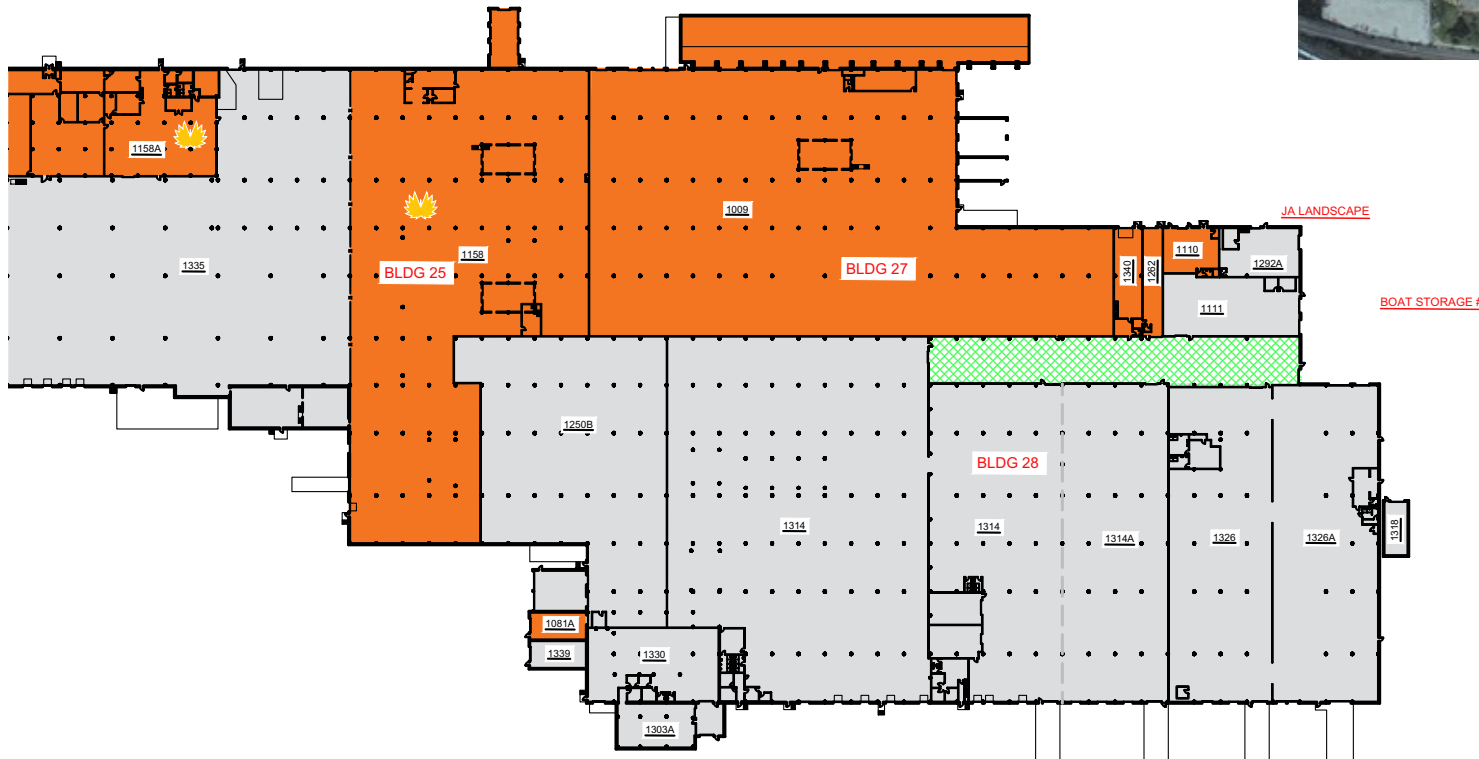 1158A
1009
JA LANDSCAPE
1335
1158
BLDG 25
BLDG 27
1340
1262
1110
1292A
1111
BOAT STORAGE #
1250B
BLDG 28
1314
1314
1314A
1326
1326A
1318
1081A
1339
1330
1303A